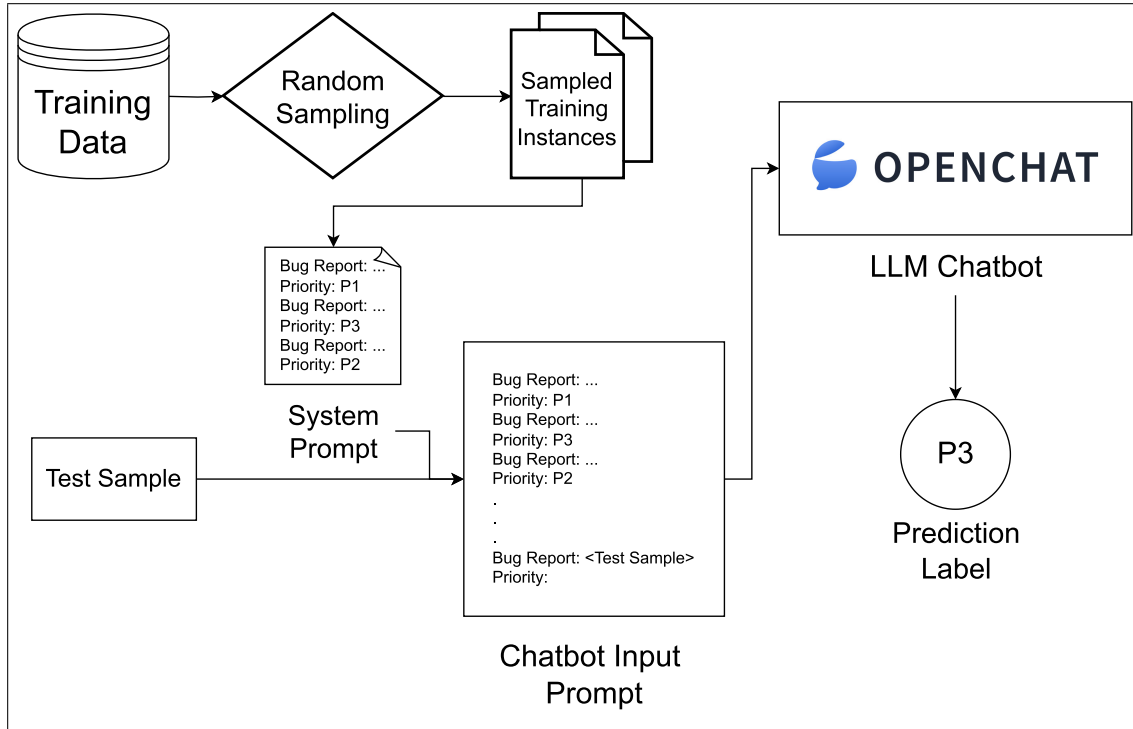 Training
Data
Random
Sampling
Sampled
Training
Instances
OPENCHAT
LLM Chatbot
Bug Report: ...
Priority: P1
Bug Report: ...
Priority: P3
Bug Report: ...
Priority: P2
System
Prompt
Test Sample
Bug Report: ...
Priority: P1
Bug Report: ...
Priority: P3
Bug Report: ...
Priority: P2
.
.
.
Bug Report: <Test Sample>
Priority:
Chatbot Input
Prompt
P3
Prediction
Label